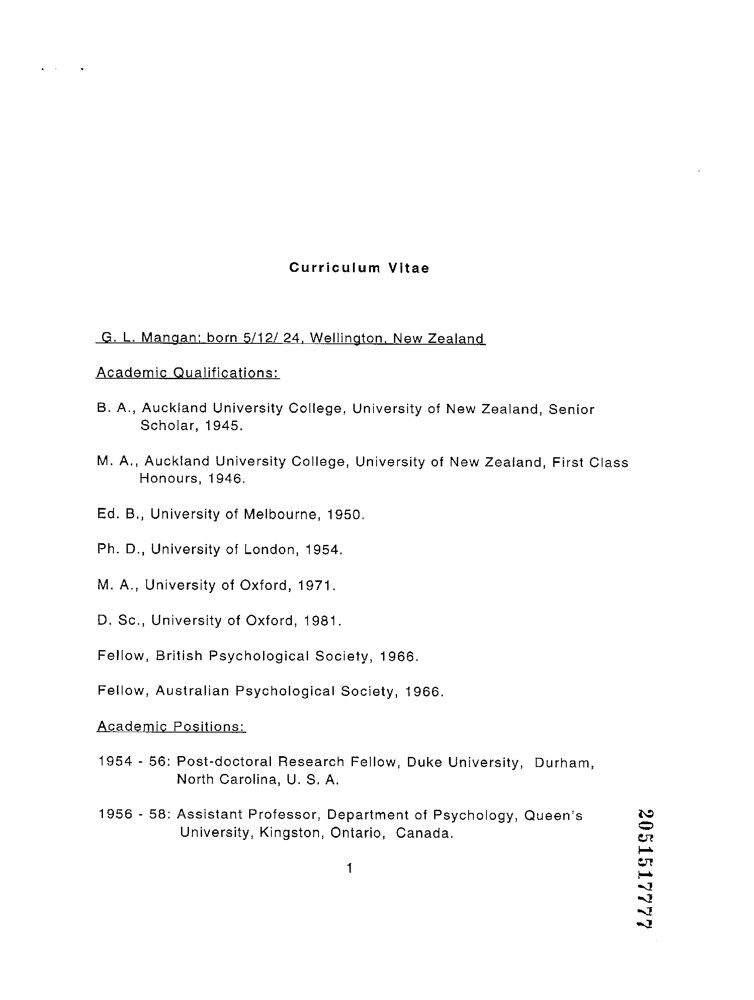 Curriculum Vitae
G. L. Mangan; born 5/12/ 24, Wellington, New Zealand
Academic Qualifications:
B. A., Auckland University College, University of New Zealand, Senior
Scholar, 1945.
M. A., Auckland University College, University of New Zealand, First Class
Honours, 1946.
Ed. B., University of Melbourne, 1950.
Ph. D., University of London, 1954.
M. A., University of Oxford, 1971.
D. Sc., University of Oxford, 1981.
Fellow, British Psychological Society, 1966.
Fellow, Australian Psychological Society, 1966.
Academic Positions:
1954 - 56: Post-doctoral Research Fellow, Duke University, Durham,
North Carolina, U. S. A.
1956 - 58: Assistant Professor, Department of Psychology, Queen's
University, Kingston, Ontario, Canada.
1
2051517777